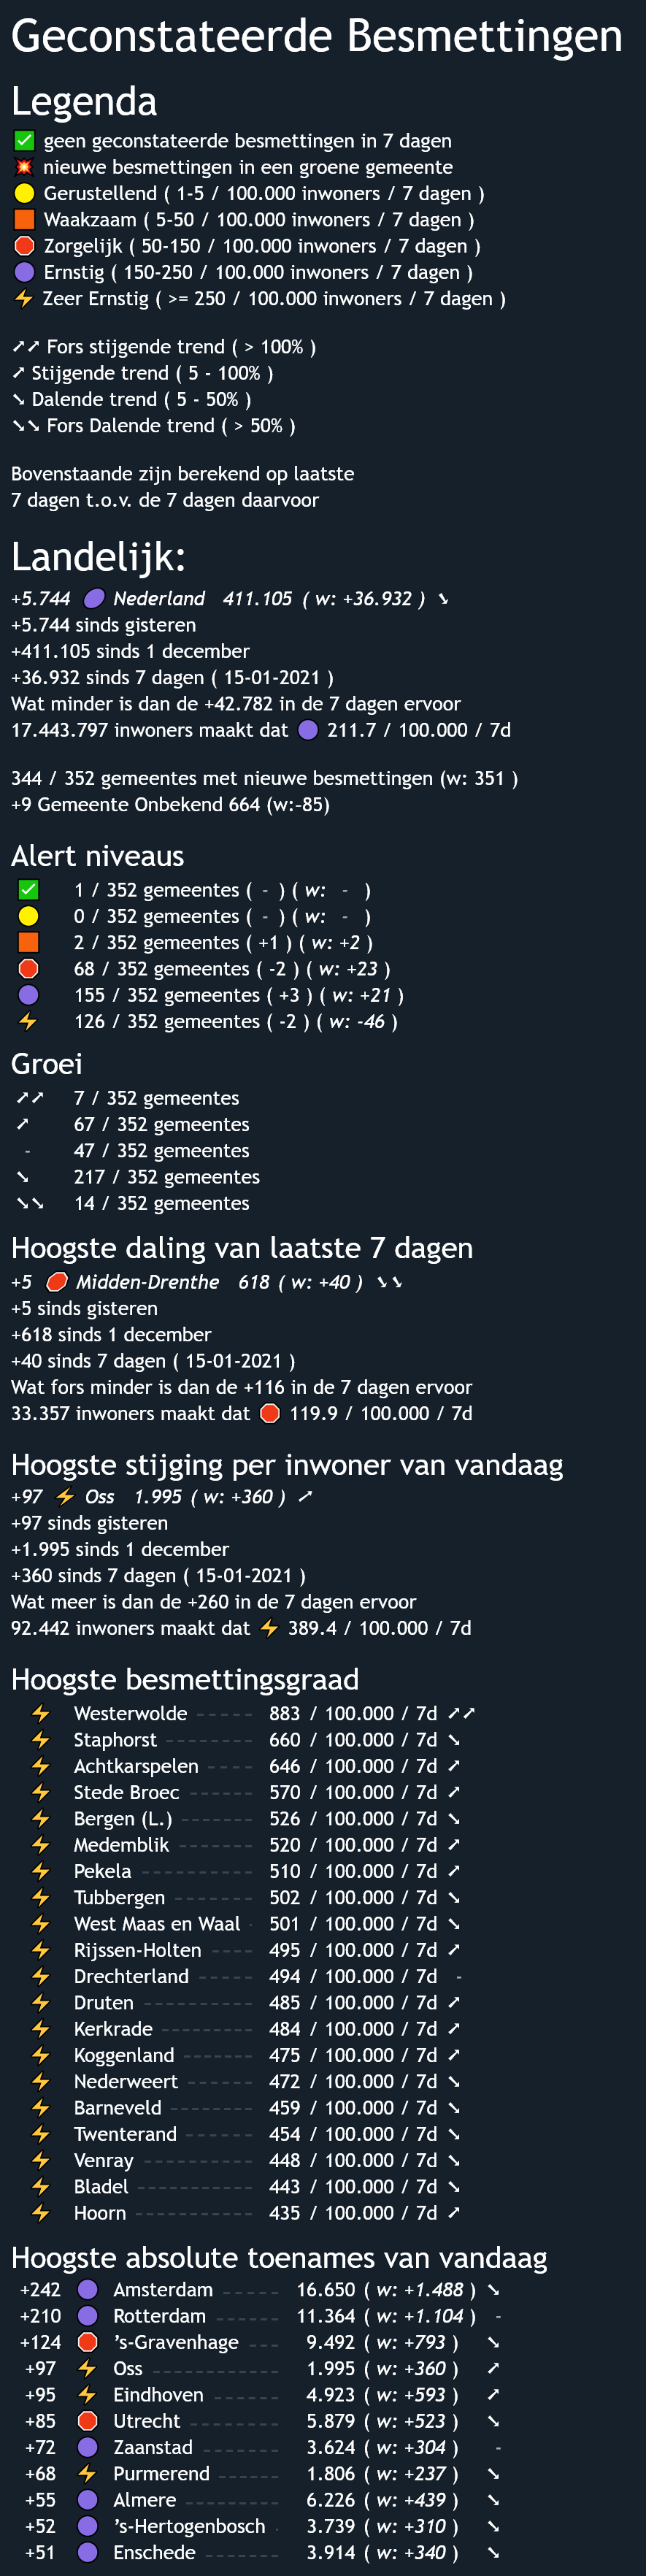 Geconstateerde Besmettingen
Legenda
✅ geen geconstateerde besmettingen in 7 dagen
💥 nieuwe besmettingen in een groene gemeente
🟡 Gerustellend ( 1-5 / 100.000 inwoners / 7 dagen )
🟧 Waakzaam ( 5-50 / 100.000 inwoners / 7 dagen )
🛑 Zorgelijk ( 50-150 / 100.000 inwoners / 7 dagen )
🟣 Ernstig ( 150-250 / 100.000 inwoners / 7 dagen )
⚡ Zeer Ernstig ( >= 250 / 100.000 inwoners / 7 dagen )
➚➚ Fors stijgende trend ( > 100% )
➚ Stijgende trend ( 5 - 100% )
➘ Dalende trend ( 5 - 50% )
➘➘ Fors Dalende trend ( > 50% )
Bovenstaande zijn berekend op laatste
7 dagen t.o.v. de 7 dagen daarvoor
Landelijk:
+5.744 🟣 Nederland 411.105 ( w: +36.932 ) ➘
+5.744 sinds gisteren
+411.105 sinds 1 december
+36.932 sinds 7 dagen ( 15-01-2021 )
Wat minder is dan de +42.782 in de 7 dagen ervoor
17.443.797 inwoners maakt dat 🟣 211.7 / 100.000 / 7d
344 / 352 gemeentes met nieuwe besmettingen (w: 351 )
+9 Gemeente Onbekend 664 (w:-85)
Alert niveaus
✅ 1 / 352 gemeentes ( - ) ( w: - )
🟡 0 / 352 gemeentes ( - ) ( w: - )
🟧 2 / 352 gemeentes ( +1 ) ( w: +2 )
🛑 68 / 352 gemeentes ( -2 ) ( w: +23 )
🟣 155 / 352 gemeentes ( +3 ) ( w: +21 )
⚡ 126 / 352 gemeentes ( -2 ) ( w: -46 )
Groei
➚➚ 7 / 352 gemeentes
➚ 67 / 352 gemeentes
- 47 / 352 gemeentes
➘ 217 / 352 gemeentes
➘➘ 14 / 352 gemeentes
Hoogste daling van laatste 7 dagen
+5 🛑 Midden-Drenthe 618 ( w: +40 ) ➘➘
+5 sinds gisteren
+618 sinds 1 december
+40 sinds 7 dagen ( 15-01-2021 )
Wat fors minder is dan de +116 in de 7 dagen ervoor
33.357 inwoners maakt dat 🛑 119.9 / 100.000 / 7d
Hoogste stijging per inwoner van vandaag
+97 ⚡ Oss 1.995 ( w: +360 ) ➚
+97 sinds gisteren
+1.995 sinds 1 december
+360 sinds 7 dagen ( 15-01-2021 )
Wat meer is dan de +260 in de 7 dagen ervoor
92.442 inwoners maakt dat ⚡ 389.4 / 100.000 / 7d
Hoogste besmettingsgraad
⚡ Westerwolde ----- 883 / 100.000 / 7d ➚➚
⚡ Staphorst -------- 660 / 100.000 / 7d ➘
⚡ Achtkarspelen ---- 646 / 100.000 / 7d ➚
⚡ Stede Broec ------ 570 / 100.000 / 7d ➚
⚡ Bergen (L.) ------- 526 / 100.000 / 7d ➘
⚡ Medemblik ------- 520 / 100.000 / 7d ➚
⚡ Pekela ----------- 510 / 100.000 / 7d ➚
⚡ Tubbergen ------- 502 / 100.000 / 7d ➘
⚡ West Maas en Waal - 501 / 100.000 / 7d ➘
⚡ Rijssen-Holten ---- 495 / 100.000 / 7d ➚
⚡ Drechterland ----- 494 / 100.000 / 7d -
⚡ Druten ---------- 485 / 100.000 / 7d ➚
⚡ Kerkrade -------- 484 / 100.000 / 7d ➚
⚡ Koggenland ------ 475 / 100.000 / 7d ➚
⚡ Nederweert ------ 472 / 100.000 / 7d ➘
⚡ Barneveld ------- 459 / 100.000 / 7d ➘
⚡ Twenterand ------ 454 / 100.000 / 7d ➘
⚡ Venray ---------- 448 / 100.000 / 7d ➘
⚡ Bladel ----------- 443 / 100.000 / 7d ➘
⚡ Hoorn ----------- 435 / 100.000 / 7d ➚
Hoogste absolute toenames van vandaag
+242 🟣 Amsterdam ----- 16.650 ( w: +1.488 ) ➘
+210 🟣 Rotterdam ------ 11.364 ( w: +1.104 ) -
+124 🛑 's-Gravenhage --- 9.492 ( w: +793 ) ➘
+97 ⚡ Oss ------------ 1.995 ( w: +360 ) ➚
+95 ⚡ Eindhoven ------ 4.923 ( w: +593 ) ➚
+85 🛑 Utrecht --------- 5.879 ( w: +523 ) ➘
+72 🟣 Zaanstad ------- 3.624 ( w: +304 ) -
+68 ⚡ Purmerend ------ 1.806 ( w: +237 ) ➘
+55 🟣 Almere --------- 6.226 ( w: +439 ) ➘
+52 🟣 's-Hertogenbosch - 3.739 ( w: +310 ) ➘
+51 🟣 Enschede ------- 3.914 ( w: +340 ) ➘